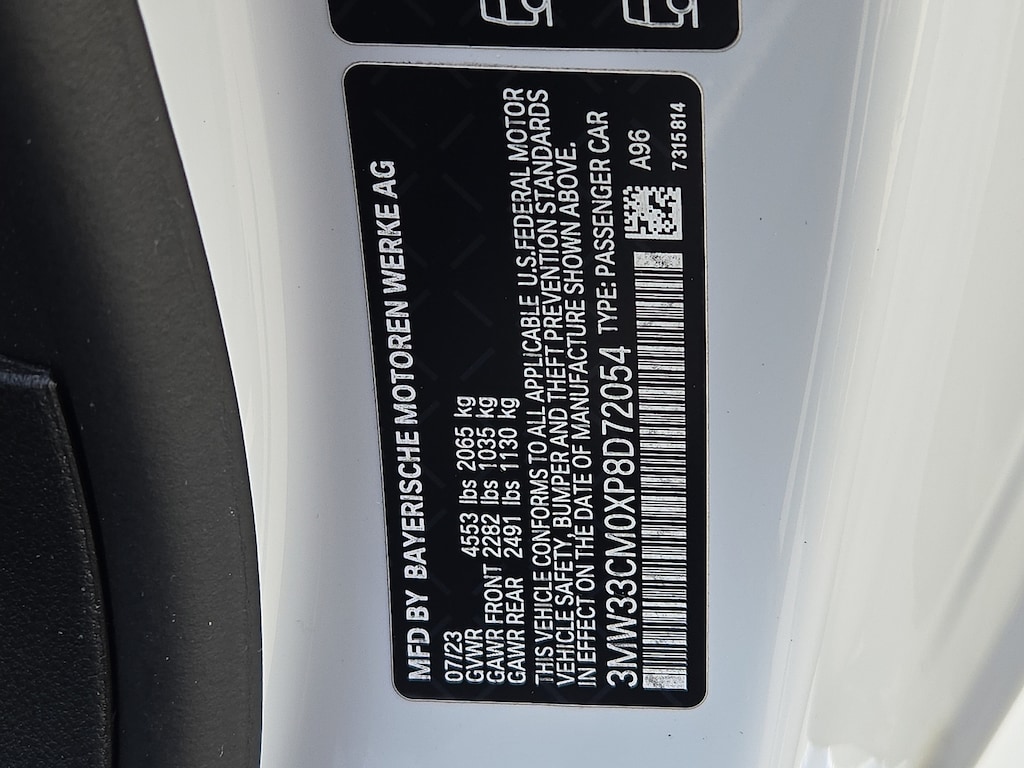 MFD BY BAYERISCHE MOTOREN WERKE AG
07/23
GVWR 4553 lbs 2065 kg
GAWR FRONT 2282 lbs 1035 kg
GAWR REAR 2491 lbs 1130 kg
THIS VEHICLE CONFORMS TO ALL APPLICABLE U.S.FEDERAL MOTOR
VEHICLE SAFETY, BUMPER AND THEFT PREVENTION STANDARDS
IN EFFECT ON THE DATE OF MANUFACTURE SHOWN ABOVE.
3MW33CM0XP8D72054 TYPE: PASSENGER CAR
A96
7315814